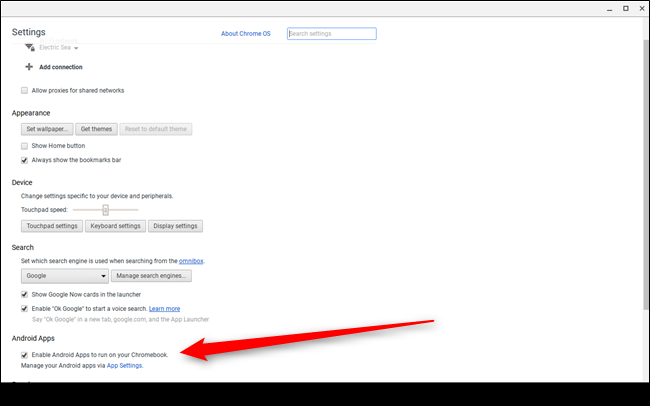 Settings
About Chrome OS
Search settings
Electric Sea
Add connection
Allow proxies for shared networks
Appearance
Set wallpaper... Get themes Reset to default theme
Show Home button
Always show the bookmarks bar
Device
Change settings specific to your device and peripherals.
Touchpad speed:
Touchpad settings Keyboard settings Display settings
Search
Set which search engine is used when searching from the omnibox.
Google Manage search engines...
Show Google Now cards in the launcher
Enable "Ok Google" to start a voice search. Learn more
Say "Ok Google" in a new tab, google.com, and the App Launcher
Android Apps
Enable Android Apps to run on your Chromebook.
Manage your Android apps via App Settings.